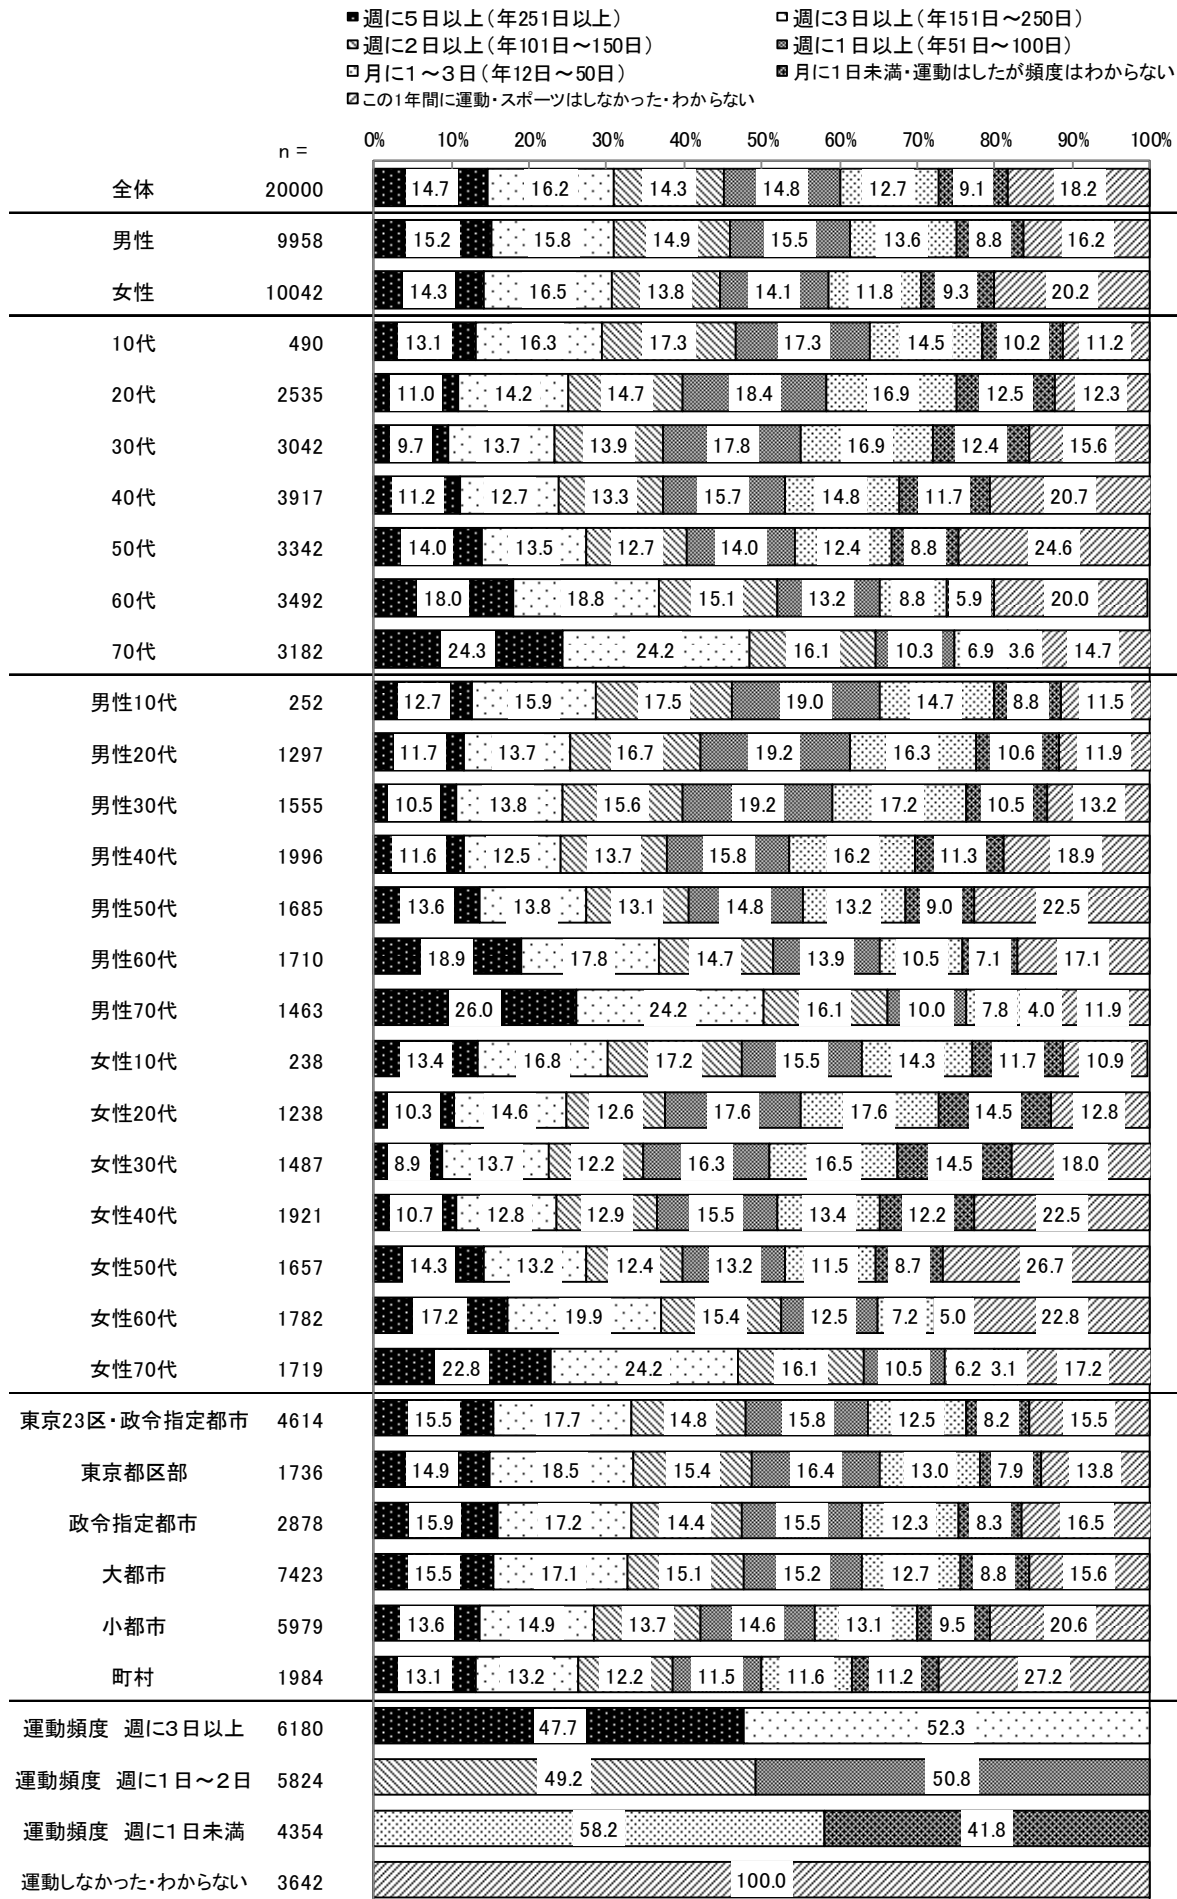 週に5日以上(年251日以上) 週に3日以上(年151日～250日)
週に2日以上(年101日～150日) 週に1日以上(年51日～100日)
月に1～3日(年12日～50日) 月に1日未満・運動はしたが頻度はわからない
この1年間に運動・スポーツはしなかった・わからない
n = 0% 10% 20% 30% 40% 50% 60% 70% 80% 90% 100%
全体 20000 14.7 16.2 14.3 14.8 12.7 9.1 18.2
男性 9958 15.2 15.8 14.9 15.5 13.6 8.8 16.2
女性 10042 14.3 16.5 13.8 14.1 11.8 9.3 20.2
10代 490 13.1 16.3 17.3 17.3 14.5 10.2 11.2
20代 2535 11.0 14.2 14.7 18.4 16.9 12.5 12.3
30代 3042 9.7 13.7 13.9 17.8 16.9 12.4 15.6
40代 3917 11.2 12.7 13.3 15.7 14.8 11.7 20.7
50代 3342 14.0 13.5 12.7 14.0 12.4 8.8 24.6
60代 3492 18.0 18.8 15.1 13.2 8.8 5.9 20.0
70代 3182 24.3 24.2 16.1 10.3 6.9 3.6 14.7
男性10代 252 12.7 15.9 17.5 19.0 14.7 8.8 11.5
男性20代 1297 11.7 13.7 16.7 19.2 16.3 10.6 11.9
男性30代 1555 10.5 13.8 15.6 19.2 17.2 10.5 13.2
男性40代 1996 11.6 12.5 13.7 15.8 16.2 11.3 18.9
男性50代 1685 13.6 13.8 13.1 14.8 13.2 9.0 22.5
男性60代 1710 18.9 17.8 14.7 13.9 10.5 7.1 17.1
男性70代 1463 26.0 24.2 16.1 10.0 7.8 4.0 11.9
女性10代 238 13.4 16.8 17.2 15.5 14.3 11.7 10.9
女性20代 1238 10.3 14.6 12.6 17.6 17.6 14.5 12.8
女性30代 1487 8.9 13.7 12.2 16.3 16.5 14.5 18.0
女性40代 1921 10.7 12.8 12.9 15.5 13.4 12.2 22.5
女性50代 1657 14.3 13.2 12.4 13.2 11.5 8.7 26.7
女性60代 1782 17.2 19.9 15.4 12.5 7.2 5.0 22.8
女性70代 1719 22.8 24.2 16.1 10.5 6.2 3.1 17.2
東京23区・政令指定都市 4614 15.5 17.7 14.8 15.8 12.5 8.2 15.5
東京都区部 1736 14.9 18.5 15.4 16.4 13.0 7.9 13.8
政令指定都市 2878 15.9 17.2 14.4 15.5 12.3 8.3 16.5
大都市 7423 15.5 17.1 15.1 15.2 12.7 8.8 15.6
小都市 5979 13.6 14.9 13.7 14.6 13.1 9.5 20.6
町村 1984 13.1 13.2 12.2 11.5 11.6 11.2 27.2
運動頻度 週に3日以上 6180 47.7 52.3
運動頻度 週に1日～2日 5824 49.2 50.8
運動頻度 週に1日未満 4354 58.2 41.8
運動しなかった・わからない 3642 100.0